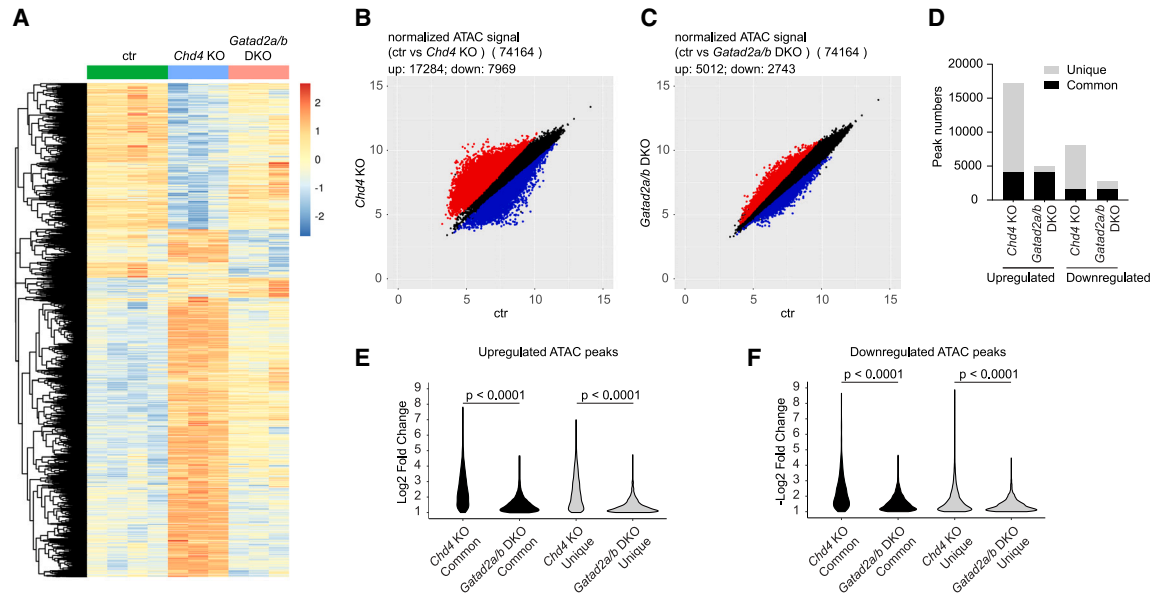 A
ctr
Chd4 KO
Gatad2a/b
DKO
2
1
0
-1
-2
B
normalized ATAC signal
(ctr vs Chd4 KO ) ( 74164)
up: 17284; down: 7969
15
10
5
0
Chd4 KO
0
5
10
15
ctr
C
normalized ATAC signal
(ctr vs Gatad2a/b DKO ) ( 74164)
up: 5012; down: 2743
15
10
5
0
Gatad2a/b DKO
0
5
10
15
ctr
D
20000
15000
10000
5000
0
Peak numbers
Unique
Common
Chd4 KO
Gatad2a/b
DKO
Chd4 KO
Gatad2a/b
DKO
Upregulated
Downregulated
E
Upregulated ATAC peaks
p < 0.0001
p < 0.0001
9
8
7
6
5
4
3
2
1
Log2 Fold Change
Chd4 KO
Common
Gatad2a/b DKO
Common
Chd4 KO
Unique
Gatad2a/b DKO
Unique
F
Downregulated ATAC peaks
p < 0.0001
p < 0.0001
9
8
7
6
5
4
3
2
1
-Log2 Fold Change
Chd4 KO
Common
Gatad2a/b DKO
Common
Chd4 KO
Unique
Gatad2a/b DKO
Unique